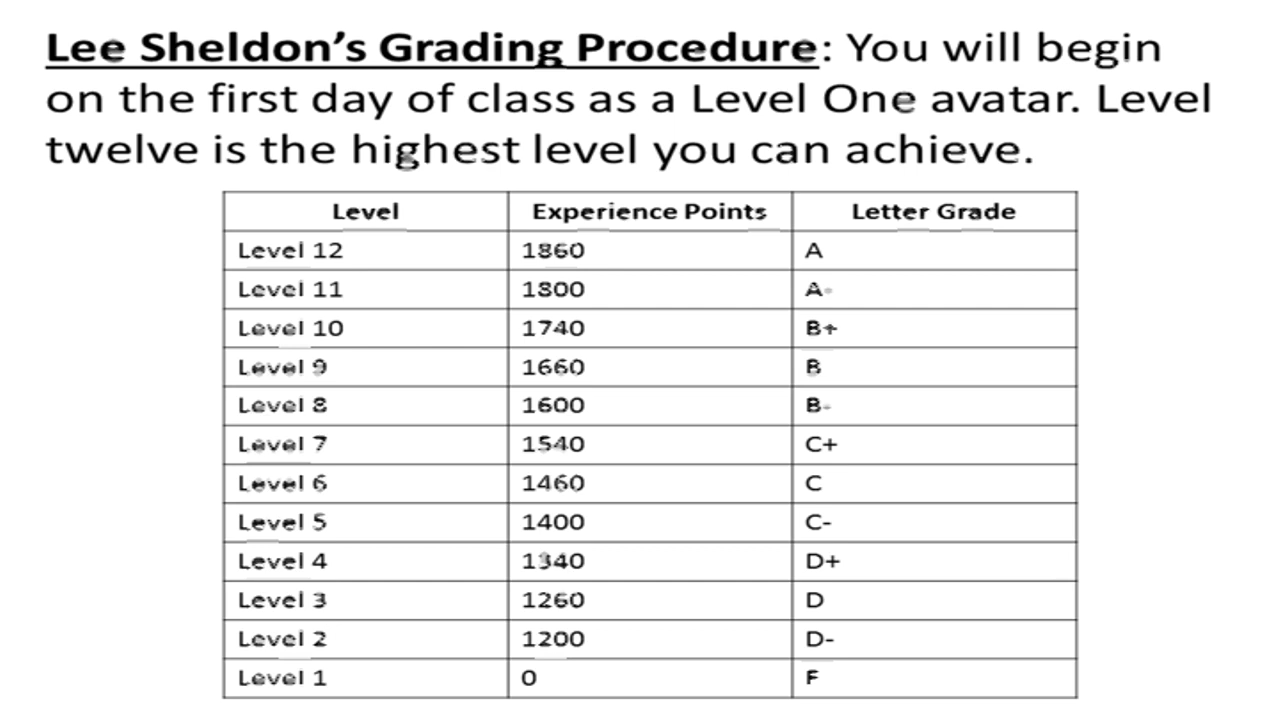 Lee Sheldon’s Grading Procedure: You will begin
on the first day of class as a Level One avatar. Level
twelve is the highest level you can achieve.
Level Experience Points Letter Grade
Level 12 1860 A
Level 11 1800 A-
Level 10 1740 B+
Level 9 1660 B
Level 8 1600 B-
Level 7 1540 C+
Level 6 1460 C
Level 5 1400 C-
Level 4 1340 D+
Level 3 1260 D
Level 2 1200 D-
Level 1 0 F